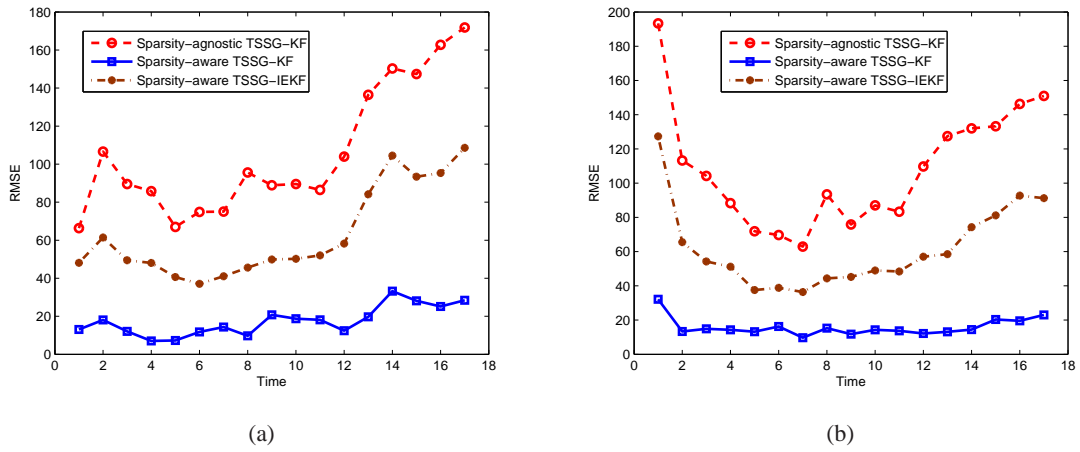 180
160
140
120
100
80
60
40
20
0
RMSE
Sparsity−agnostic TSSG−KF
Sparsity−aware TSSG−KF
Sparsity−aware TSSG−IEKF
0 2 4 6 8 10 12 14 16 18
Time
(a)
200
180
160
140
120
100
80
60
40
20
0
RMSE
Sparsity−agnostic TSSG−KF
Sparsity−aware TSSG−KF
Sparsity−aware TSSG−IEKF
0 2 4 6 8 10 12 14 16 18
Time
(b)